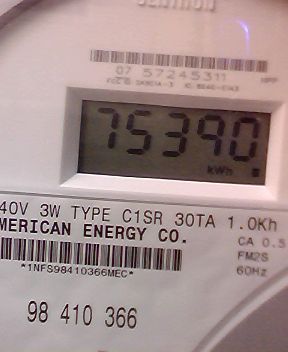 CENTRON
07 57245311
75390
kWh
40V 3W TYPE C1SR 30TA 1.0Kh
MERICAN ENERGY CO.
CA 0.5
FM2S
60Hz
*1NFS98410366MEC*
98 410 366